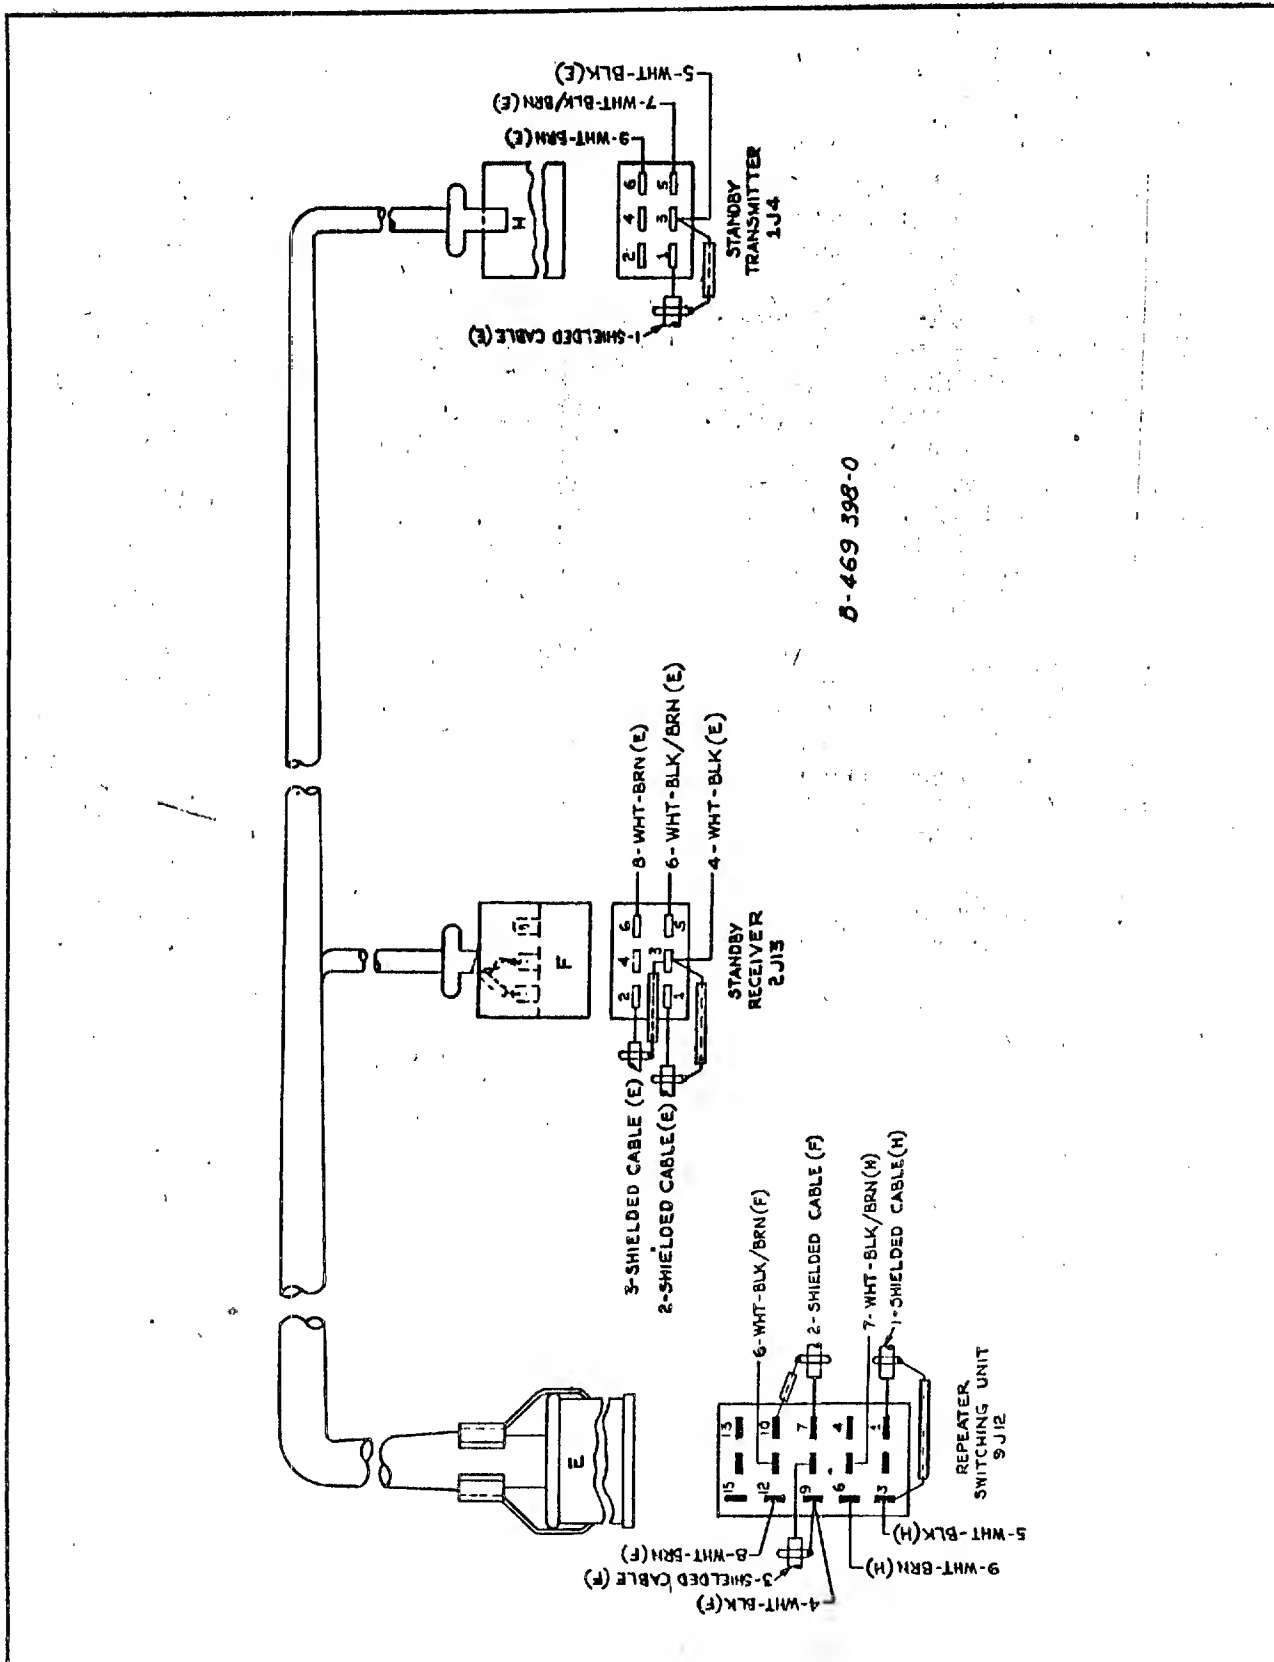 5-WHT-BLK(E)
7-WHT-BLK/BRN(E)
9-WHT-BRN(E)
H
2 4 6
1 3 5
1-SHIELDED CABLE(E)
STANDBY
TRANSMITTER
1J4
B-469 398-0
F
8-WHT-BRN(E)
6-WHT-BLK/BRN(E)
4-WHT-BLK(E)
2 4 6
1 3 5
3-SHIELDED CABLE (E)
2-SHIELDED CABLE(E)
STANDBY
RECEIVER
2J13
E
6-WHT-BLK/BRN(F)
2-SHIELDED CABLE(F)
7-WHT-BLK/BRN(H)
1-SHIELDED CABLE(H)
15 13
12 10
9 7
6 4
3 1
8-WHT-BRN(F)
3-SHIELDED CABLE (F)
4-WHT-BLK(F)
9-WHT-BRN(H)
5-WHT-BLK(H)
REPEATER
SWITCHING UNIT
9J12